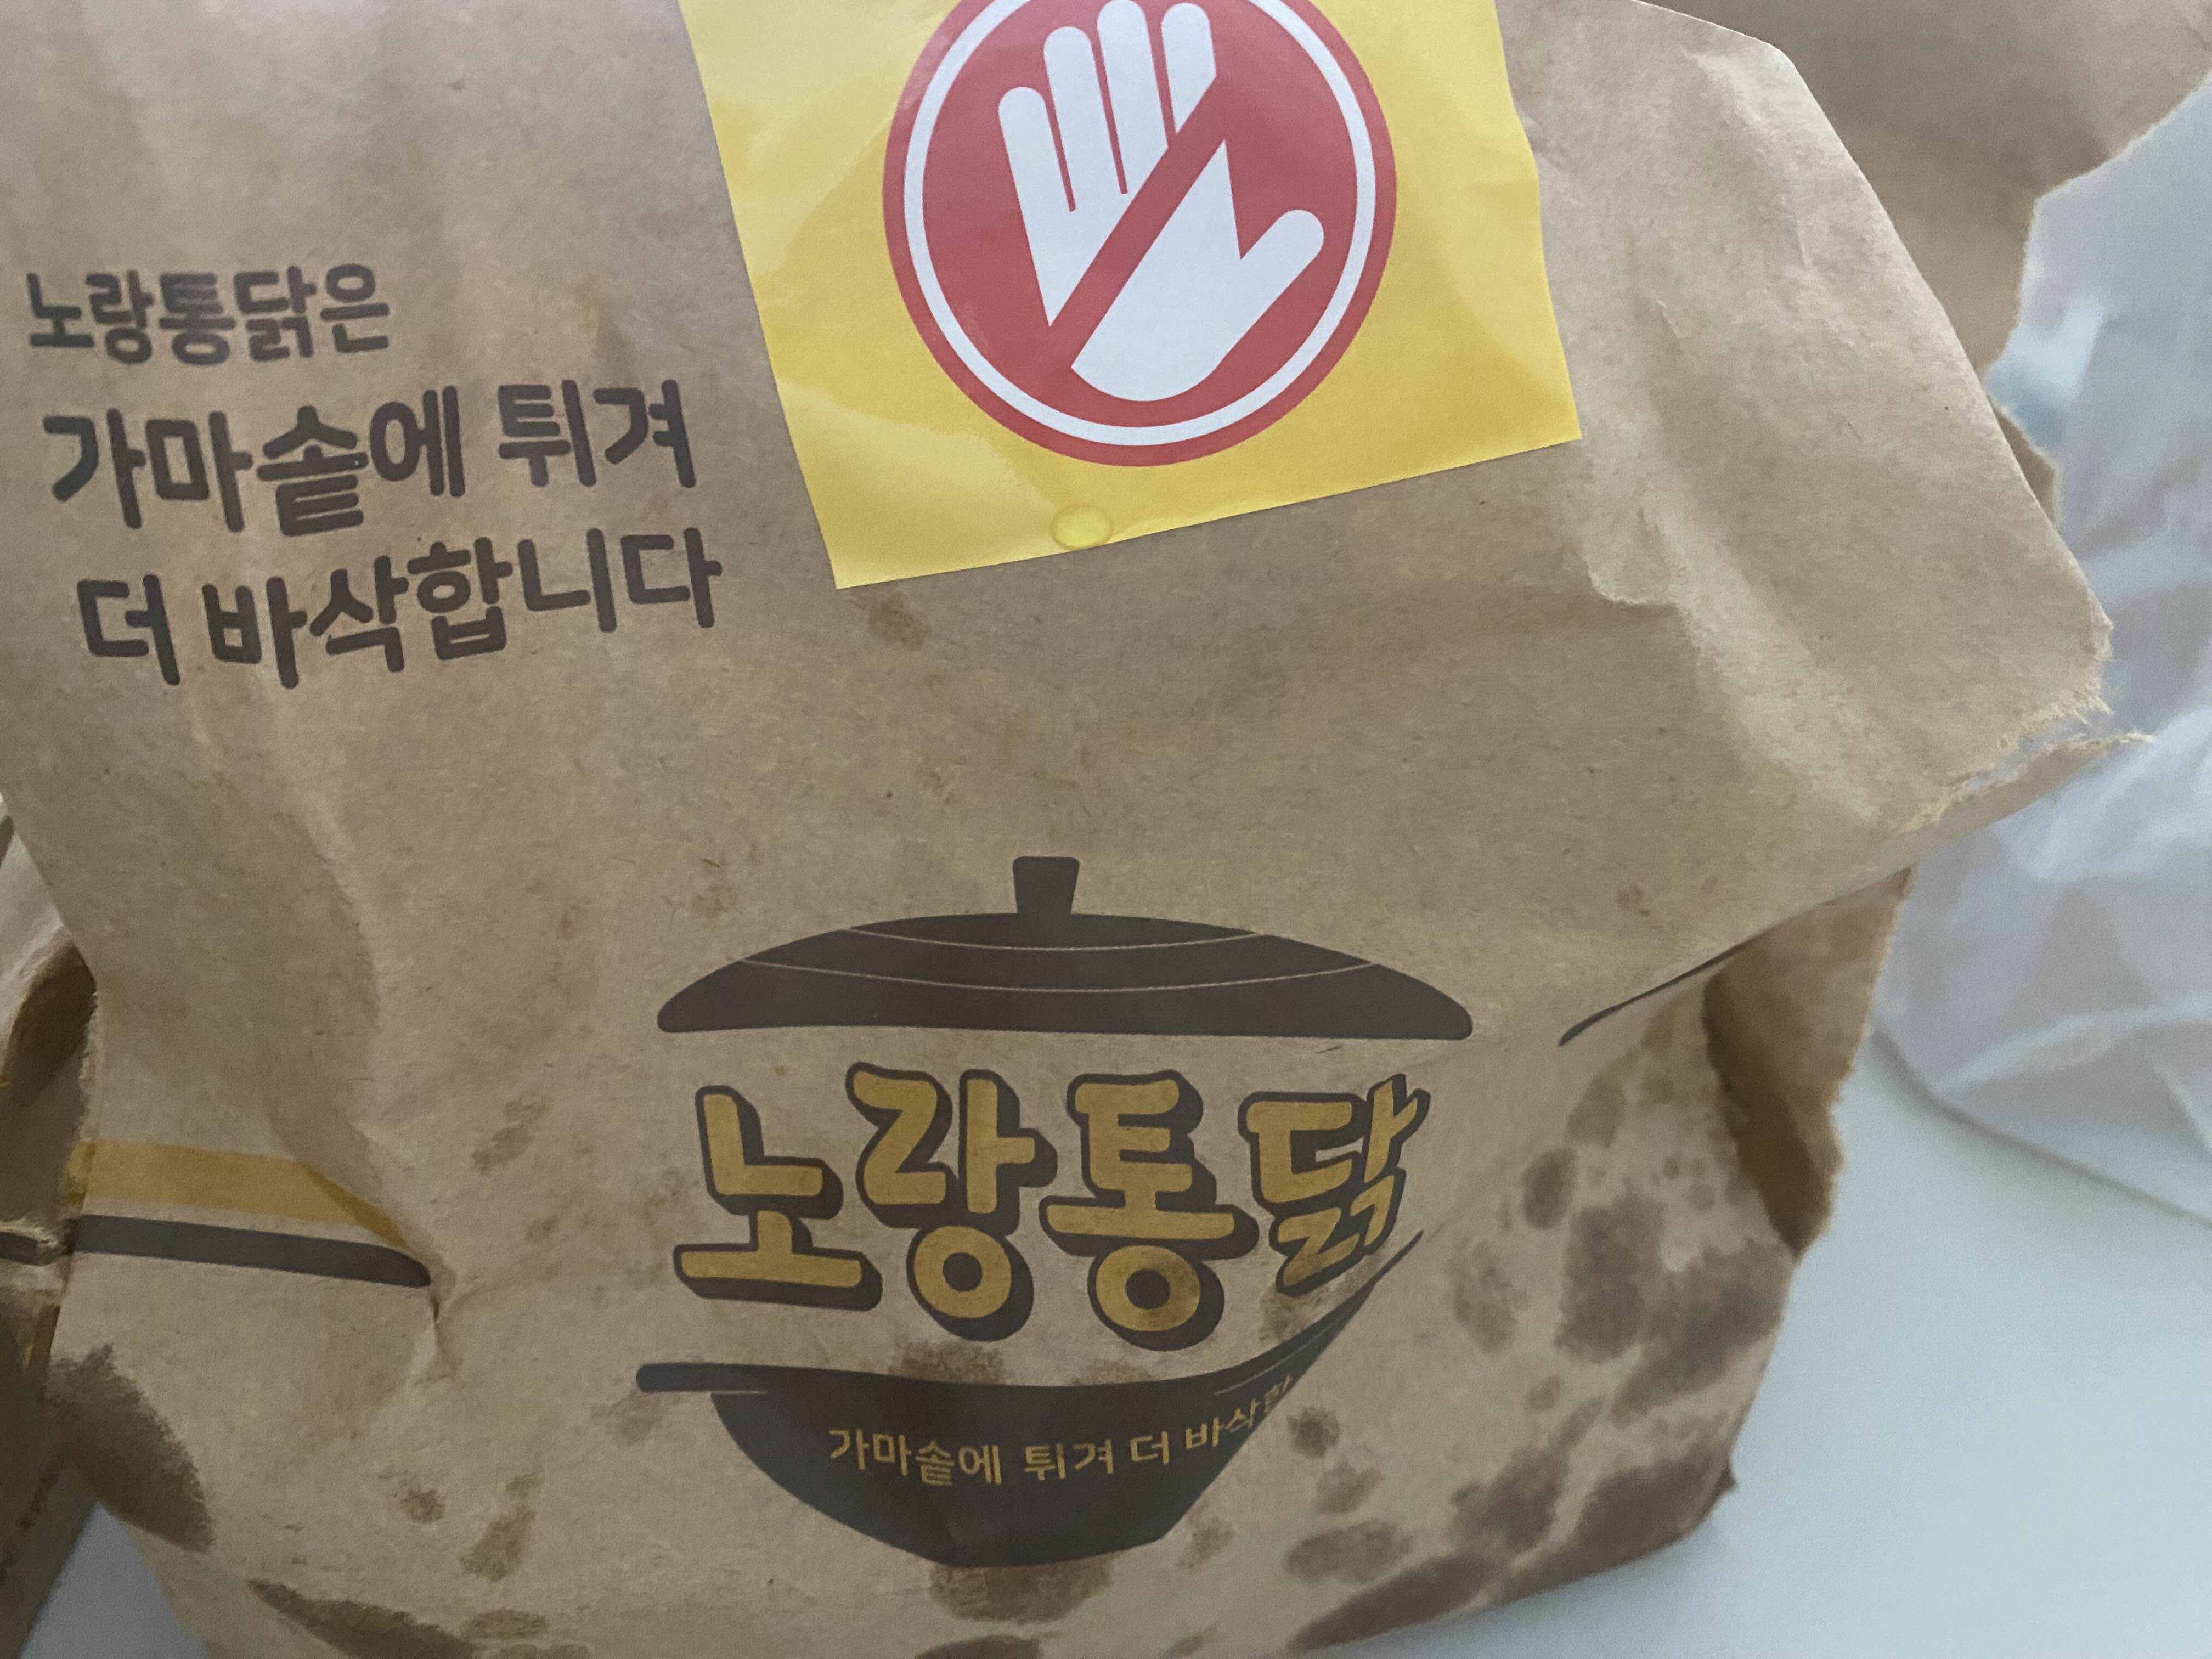 노랑통닭은
가마솥에 튀겨
더 바삭합니다
노랑통닭
가마솥에 튀겨 더